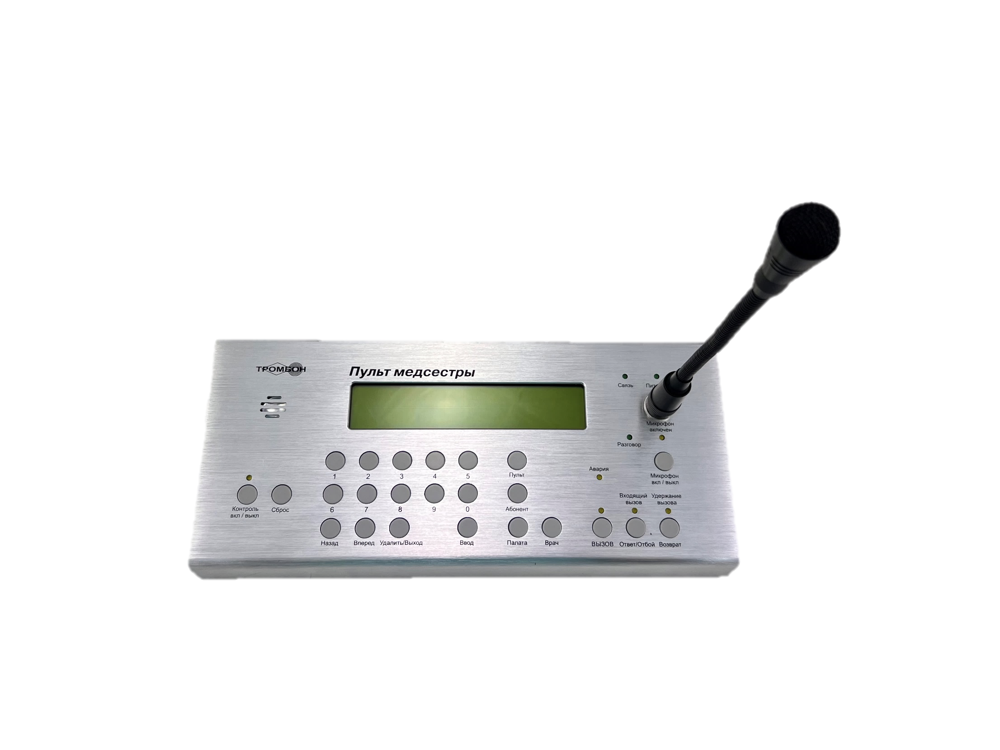 ТРОМБОН
Пульт медсестры
Связь
Микрофон
включен
Разговор
1 2 3 4 5 Пульт
Авария
Микрофон
вкл / выкл
Контроль
вкл / выкл
Сброс
6 7 8 9 0 Абонент
Входящий
вызов
Удержание
вызова
Назад Вперед Удалить/Выход Ввод Палата Врач ВЫЗОВ Ответ/Отбой Возврат